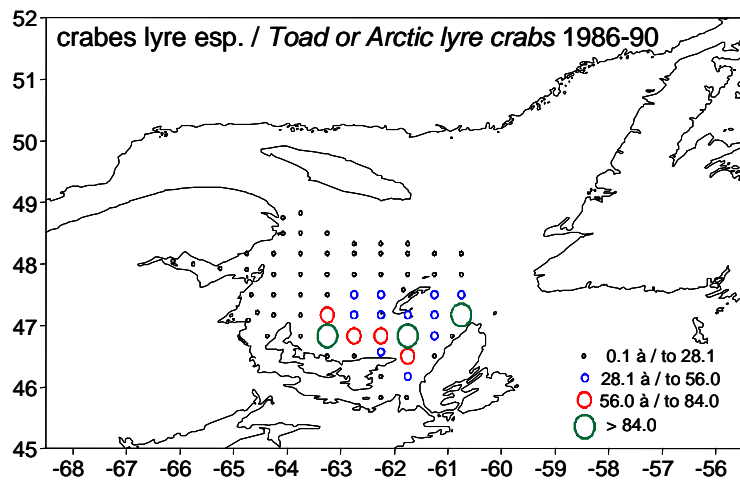 crabes lyre esp. / Toad or Arctic lyre crabs 1986-90
52
51
50
49
48
47
46
45
0.1 à / to 28.1
28.1 à / to 56.0
56.0 à / to 84.0
> 84.0
-68 -67 -66 -65 -64 -63 -62 -61 -60 -59 -58 -57 -56